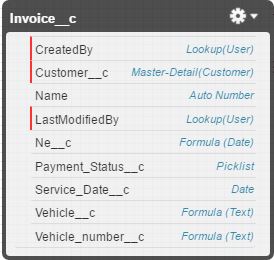 Invoice__c
CreatedBy Lookup(User)
Customer__c Master-Detail(Customer)
Name Auto Number
LastModifiedBy Lookup(User)
Ne__c Formula (Date)
Payment_Status__c Picklist
Service_Date__c Date
Vehicle__c Formula (Text)
Vehicle_number__c Formula (Text)